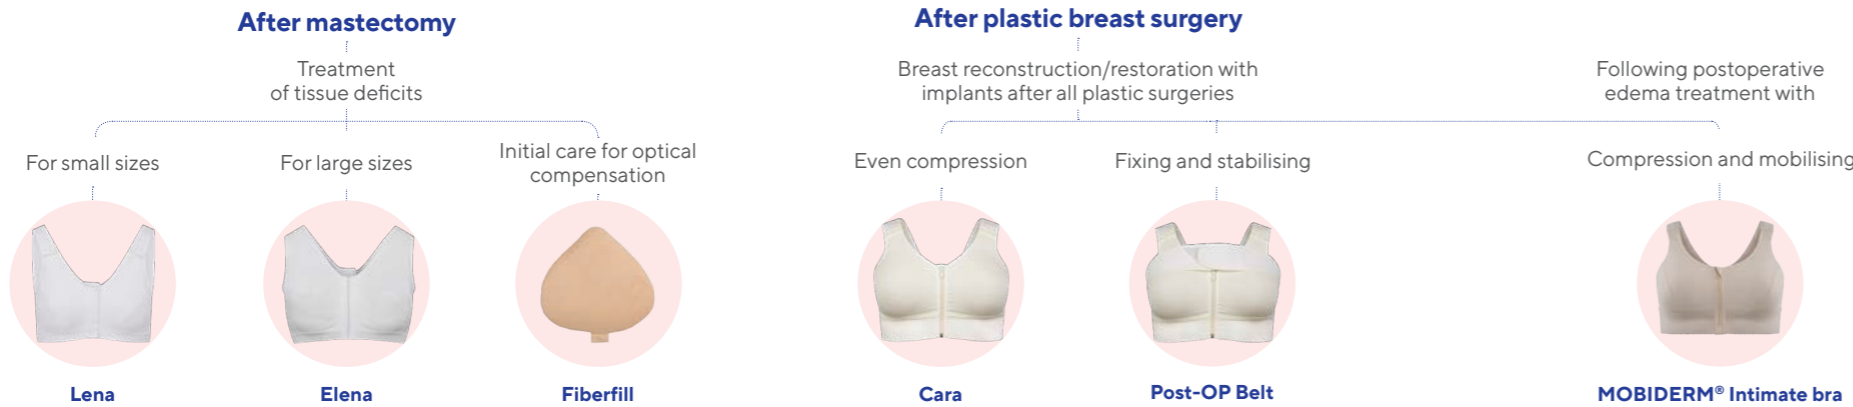 After mastectomy
Treatment
of tissue deficits
For small sizes
For large sizes
Initial care for optical
compensation
Lena
Elena
Fiberfill
After plastic breast surgery
Breast reconstruction/restoration with
implants after all plastic surgeries
Following postoperative
edema treatment with
Even compression
Fixing and stabilising
Compression and mobilising
Cara
Post-OP Belt
MOBIDERM® Intimate bra